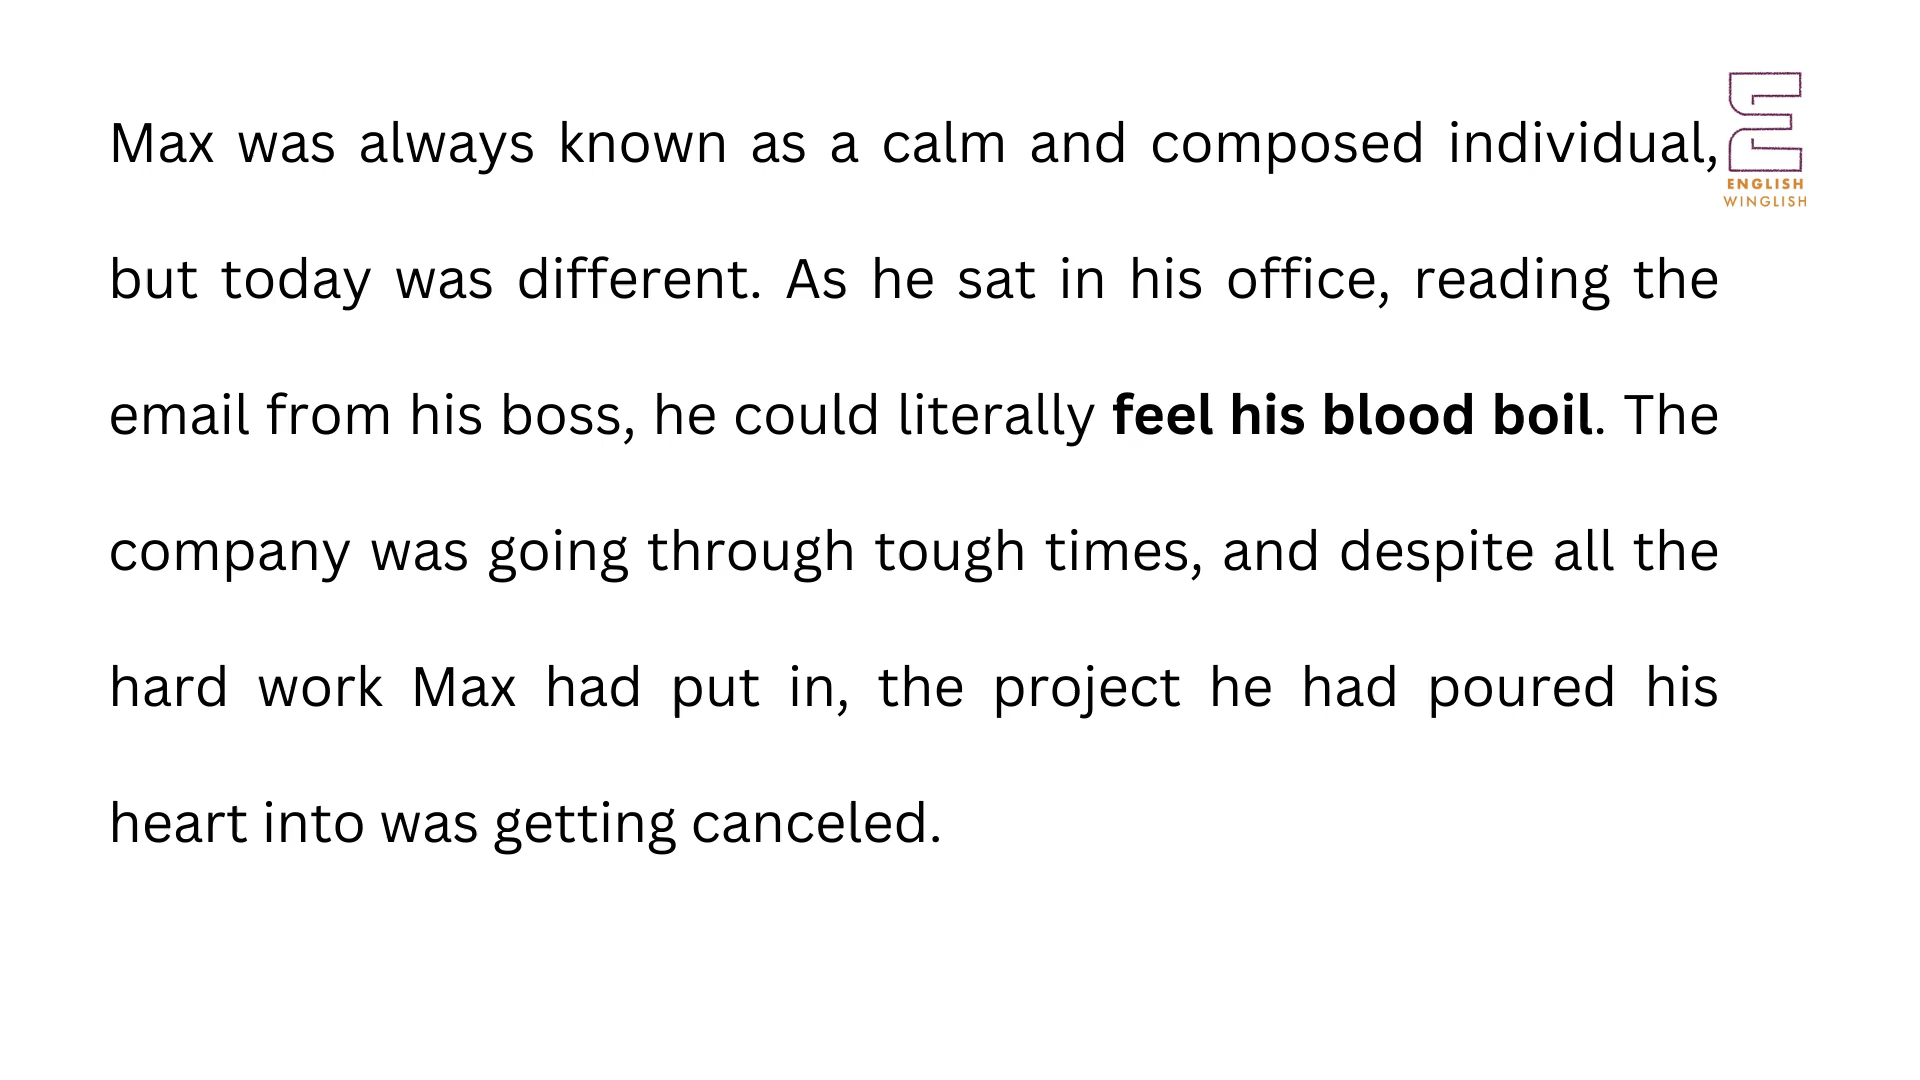 Max was always known as a calm and composed individual,
ENGLISH
WINGLISH
but today was different. As he sat in his office, reading the
email from his boss, he could literally feel his blood boil. The
company was going through tough times, and despite all the
hard work Max had put in, the project he had poured his
heart into was getting canceled.